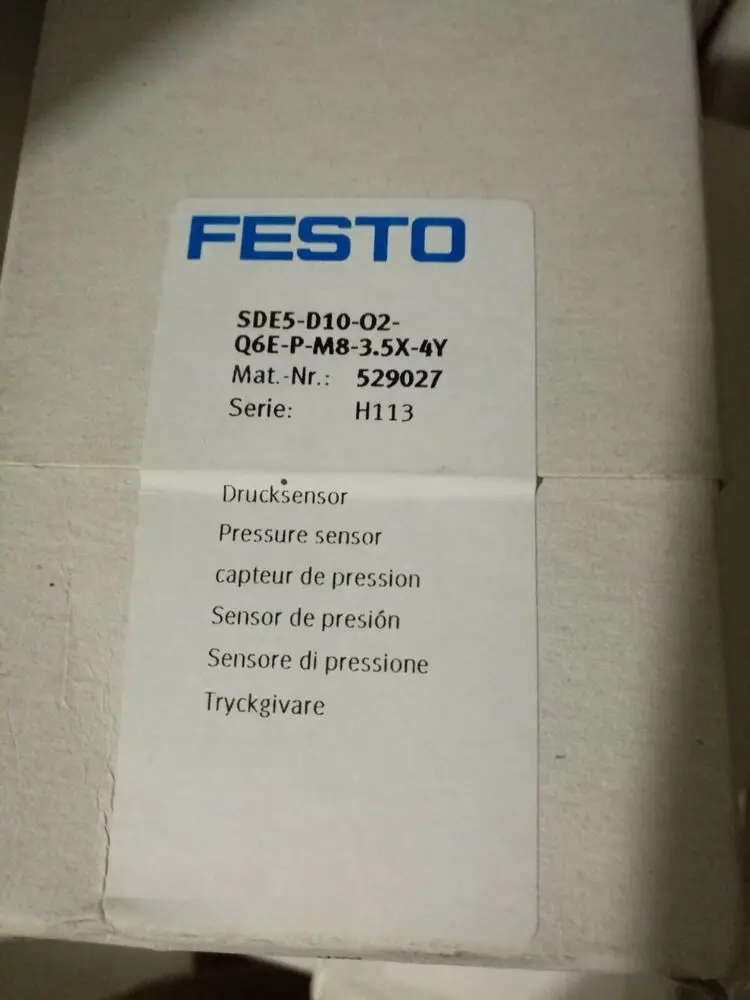 FESTO
SDE5-D10-O2-
Q6E-P-M8-3.5X-4Y
Mat.-Nr.: 529027
Serie: H113
Drucksensor
Pressure sensor
capteur de pression
Sensor de presión
Sensore di pressione
Tryckgivare